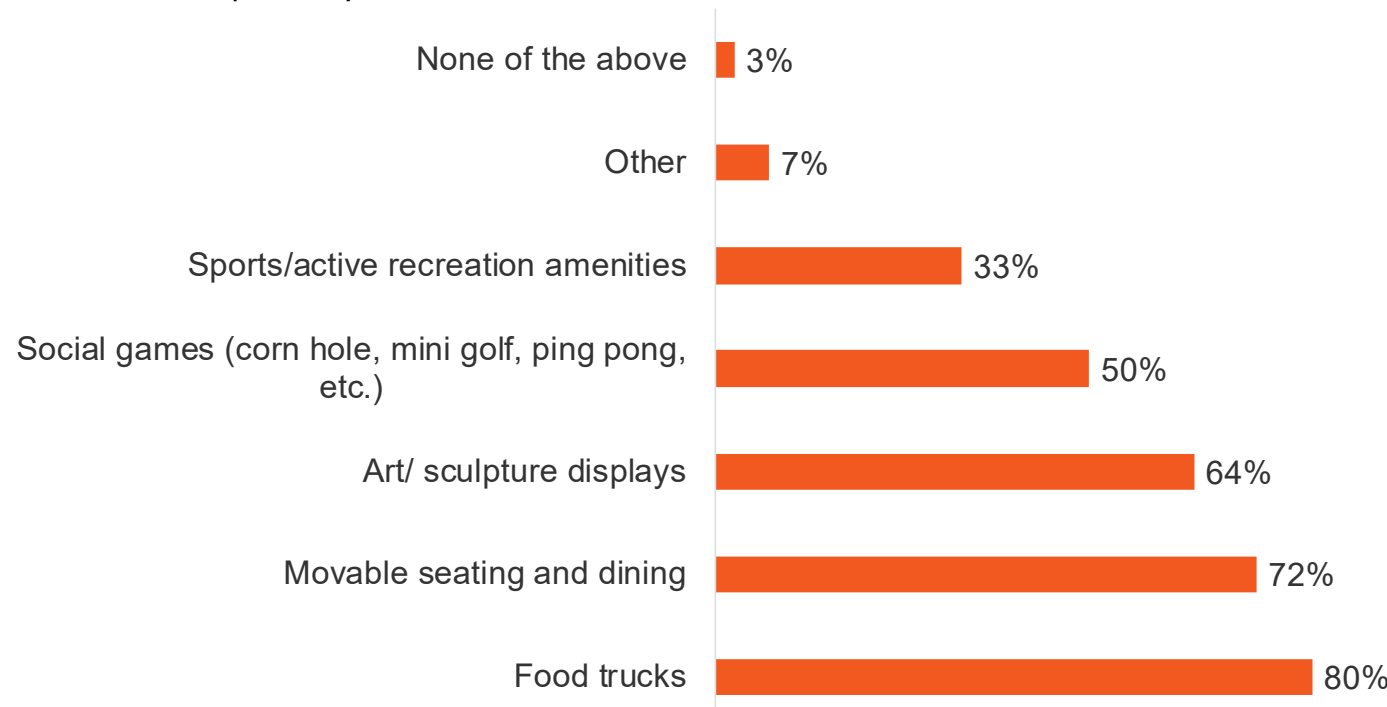 None of the above
3%
Other
7%
Sports/active recreation amenities
33%
Social games (corn hole, mini golf, ping pong,
etc.)
50%
Art/ sculpture displays
64%
Movable seating and dining
72%
Food trucks
80%